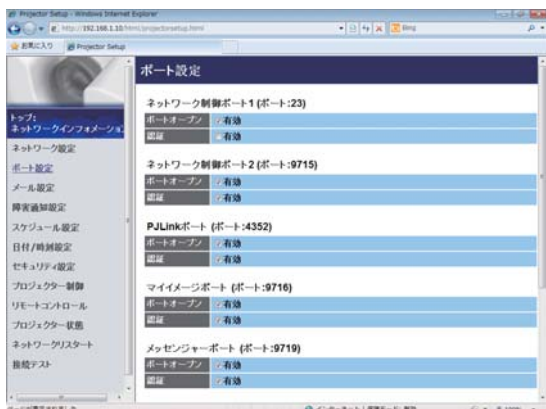 Projector Setup - Windows Internet Explorer
http://192.168.1.10/html/projectorsetup.html
Bing
お気に入り
Projector Setup
トップ:
ネットワークインフォメーション
ネットワーク設定
ポート設定
メール設定
障害通知設定
スケジュール設定
日付/時刻設定
セキュリティ設定
プロジェクター制御
リモートコントロール
プロジェクター状態
ネットワークリスタート
接続テスト
ポート設定
ネットワーク制御ポート1 (ポート:23)
ポートオープン 有効
認証 有効
ネットワーク制御ポート2 (ポート:9715)
ポートオープン 有効
認証 有効
PJLinkポート (ポート:4352)
ポートオープン 有効
認証 有効
マイイメージポート (ポート:9716)
ポートオープン 有効
認証 有効
メッセンジャーポート (ポート:9719)
ポートオープン 有効
認証 有効